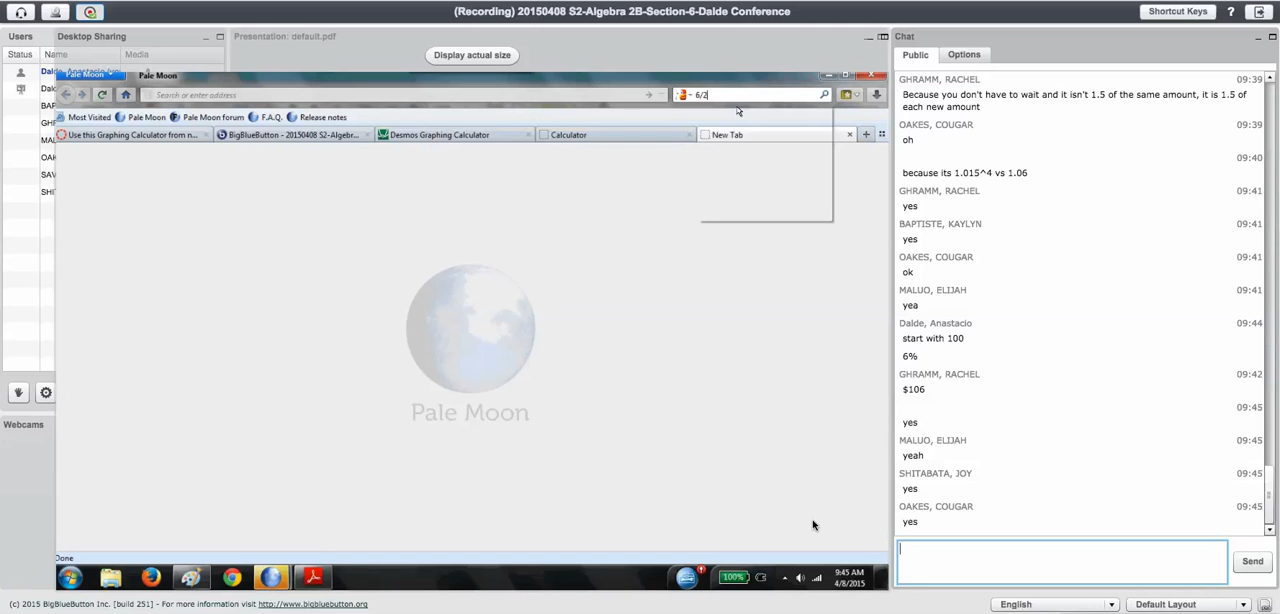 (Recording) 20150408 S2-Algebra 2B-Section-6-Dalde Conference
Shortcut Keys
?
Users
Desktop Sharing
Presentation: default.pdf
Chat
Status
Name
Media
Display actual size
Public
Options
Pale Moon
Pale Moon
Search or enter address
6/2
Most Visited
Pale Moon
Pale Moon forum
F.A.Q.
Release notes
Use this Graphing Calculator from n...
BigBlueButton - 20150408 S2-Algebr...
Desmos Graphing Calculator
Calculator
New Tab
Pale Moon
GHRAMM, RACHEL 09:39
Because you don't have to wait and it isn't 1.5 of the same amount, it is 1.5 of
each new amount
OAKES, COUGAR 09:39
oh
09:40
because its 1.015^4 vs 1.06
GHRAMM, RACHEL 09:41
yes
BAPTISTE, KAYLYN 09:41
yes
OAKES, COUGAR 09:41
ok
MALUO, ELIJAH 09:41
yea
Dalde, Anastacio 09:44
start with 100
6%
GHRAMM, RACHEL 09:42
$106
09:45
yes
MALUO, ELIJAH 09:45
yeah
SHITABATA, JOY 09:45
yes
OAKES, COUGAR 09:45
yes
Send
Webcams
Done
100%
9:45 AM
4/8/2015
(c) 2015 BigBlueButton Inc. [build 251] - For more information visit http://www.bigbluebutton.org
English
Default Layout